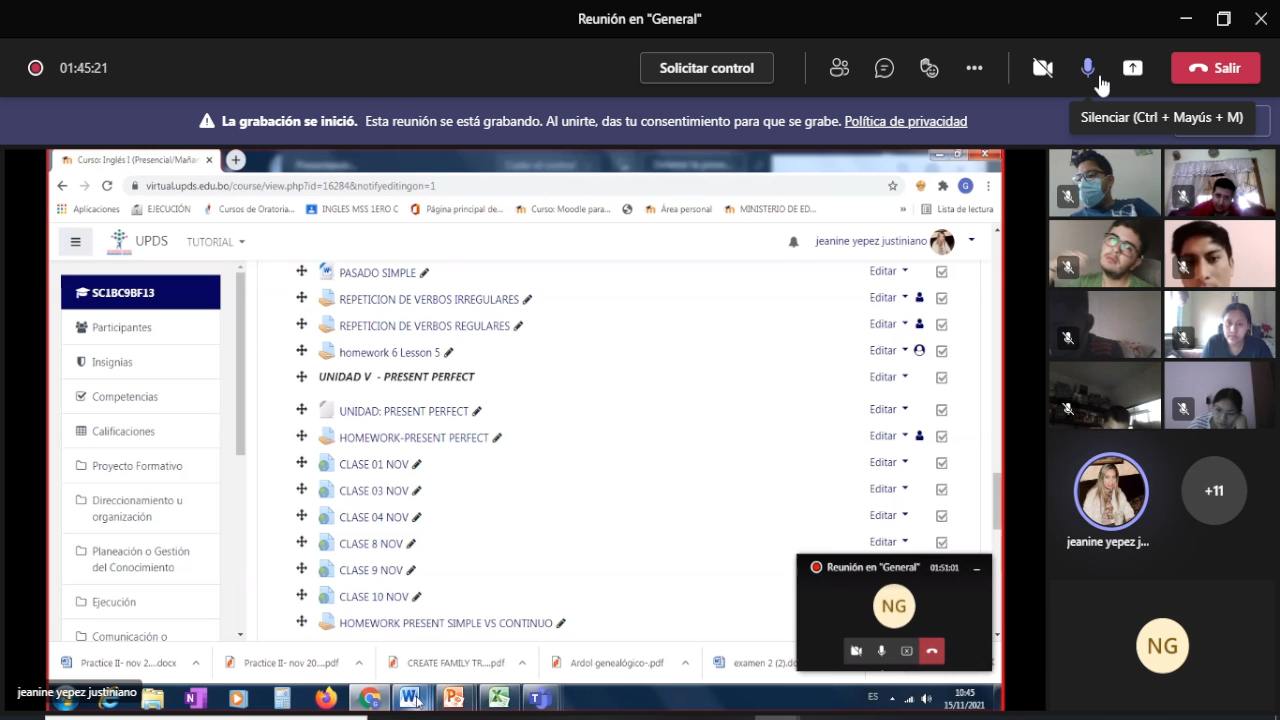 Reunión en "General"
01:45:21
Solicitar control
Salir
La grabación se inició. Esta reunión se está grabando. Al unirte, das tu consentimiento para que se grabe. Política de privacidad
Silenciar (Ctrl + Mayús + M)
Curso: Inglés I (Presencial/Mañan
virtual.upds.edu.bo/course/view.php?id=16284&notifyeditingon=1
G
Aplicaciones
EJECUCIÓN
Cursos de Oratoria...
INGLES MSS 1ERO C
Página principal de...
Curso: Moodle para...
Área personal
MINISTERIO DE ED...
»
Lista de lectura
UPDS
TUTORIAL
jeanine yepez justiniano
SC1BC9BF13
Participantes
Insignias
Competencias
Calificaciones
Proyecto Formativo
Direccionamiento u
organización
Planeación o Gestión
del Conocimiento
Ejecución
Comunicación o
PASADO SIMPLE Editar
REPETICION DE VERBOS IRREGULARES Editar
REPETICION DE VERBOS REGULARES Editar
homework 6 Lesson 5 Editar
UNIDAD V - PRESENT PERFECT Editar
UNIDAD: PRESENT PERFECT Editar
HOMEWORK-PRESENT PERFECT Editar
CLASE 01 NOV Editar
CLASE 03 NOV Editar
CLASE 04 NOV Editar
CLASE 8 NOV Editar
CLASE 9 NOV
CLASE 10 NOV
HOMEWORK PRESENT SIMPLE VS CONTINUO
Reunión en "General" 01:51:01
NG
Practice II- nov 2....docx
Practice II- nov 20....pdf
CREATE FAMILY TR....pdf
Ardol genealógico-.pdf
examen 2 (2).do
jeanine yepez justiniano
ES
10:45
15/11/2021
+11
jeanine yepez j...
NG